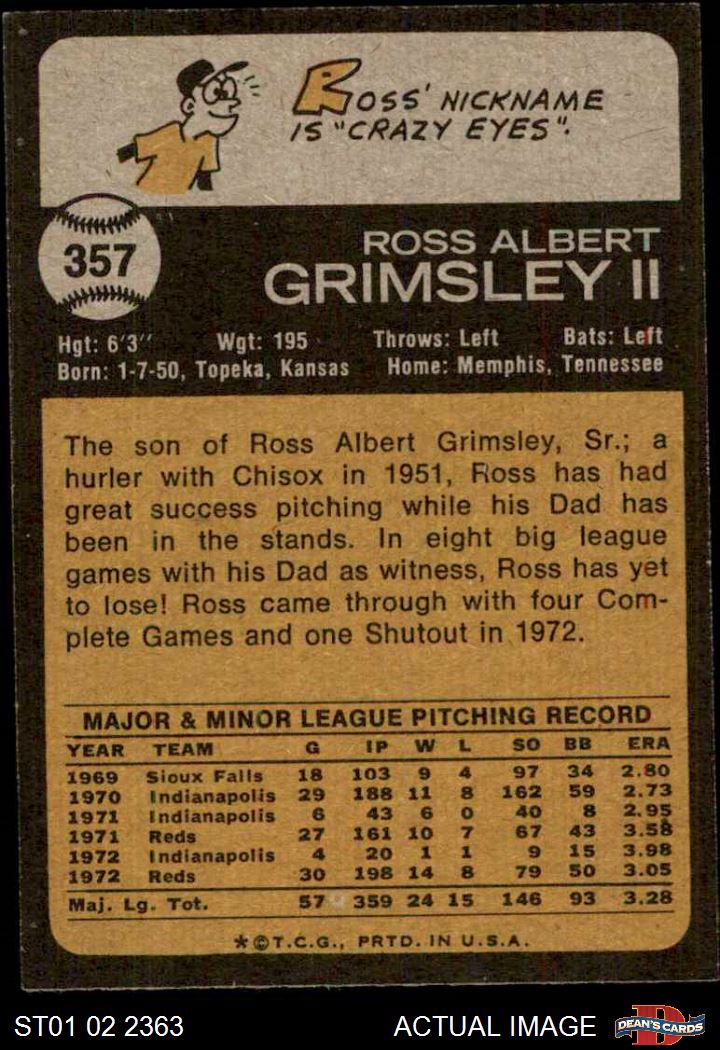 ROSS' NICKNAME
IS "CRAZY EYES".
357
ROSS ALBERT
GRIMSLEY II
Hgt: 6'3" Wgt: 195 Throws: Left Bats: Left
Born: 1-7-50, Topeka, Kansas Home: Memphis, Tennessee
The son of Ross Albert Grimsley, Sr.; a
hurler with Chisox in 1951, Ross has had
great success pitching while his Dad has
been in the stands. In eight big league
games with his Dad as witness, Ross has yet
to lose! Ross came through with four Com-
plete Games and one Shutout in 1972.
MAJOR & MINOR LEAGUE PITCHING RECORD
YEAR TEAM G IP W L SO BB ERA
1969 Sioux Falls 18 103 9 4 97 34 2.80
1970 Indianapolis 29 188 11 8 162 59 2.73
1971 Indianapolis 6 43 6 0 40 8 2.95
1971 Reds 27 161 10 7 67 43 3.58
1972 Indianapolis 4 20 1 1 9 15 3.98
1972 Reds 30 198 14 8 79 50 3.05
Maj. Lg. Tot. 57 359 24 15 146 93 3.28
*©T.C.G., PRTD. IN U.S.A.
ST01 02 2363 ACTUAL IMAGE DEAN'S CARDS